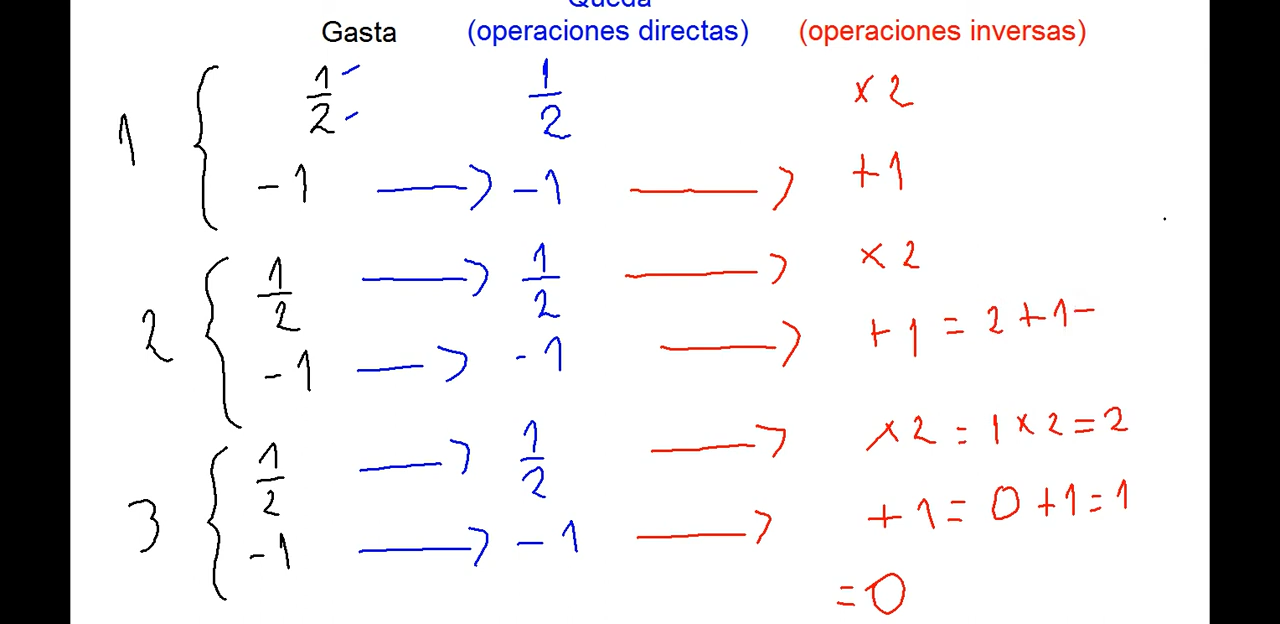 Queda
Gasta (operaciones directas) (operaciones inversas)
1 { 1/2 1/2 × 2
-1 → -1 → +1
2 { 1/2 → 1/2 → × 2
-1 → -1 → +1 = 2 + 1 -
3 { 1/2 → 1/2 → × 2 = 1 × 2 = 2
-1 → -1 → +1 = 0 + 1 = 1
= 0